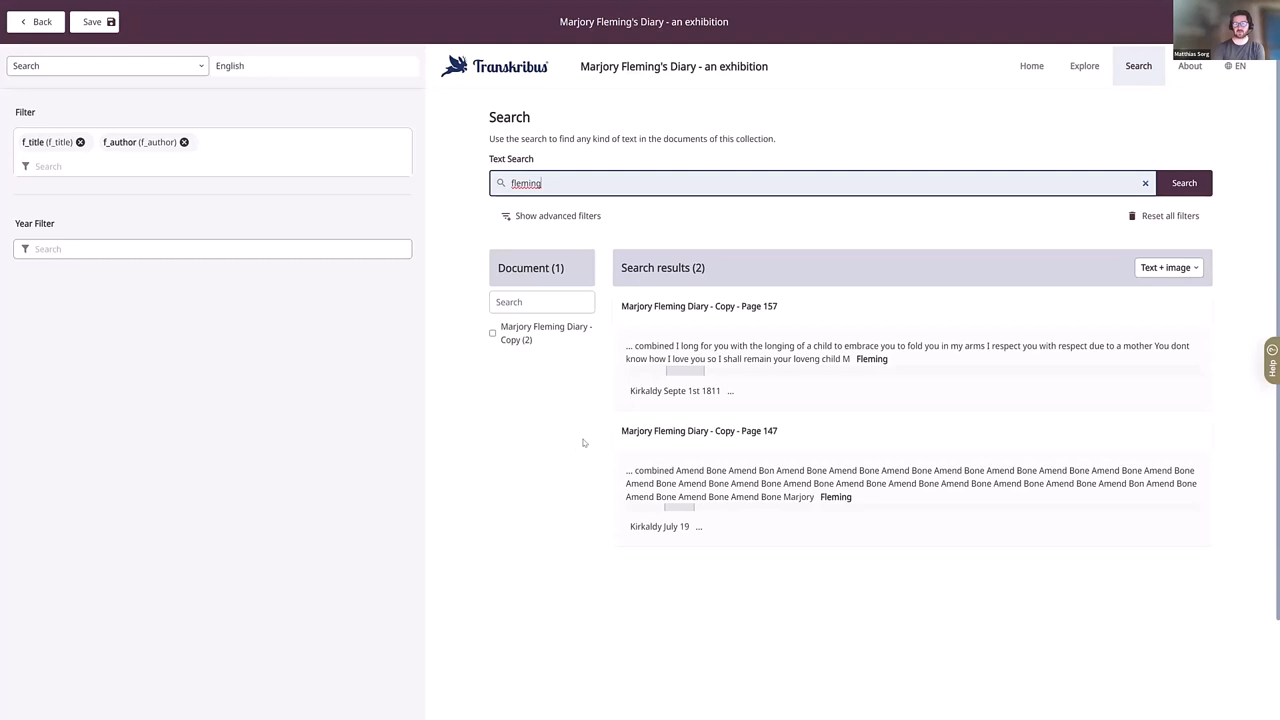 Back
Save
Marjory Fleming's Diary - an exhibition
Matthias Sorg
Search
English
Transkribus
Marjory Fleming's Diary - an exhibition
Home
Explore
Search
About
EN
Filter
f_title (f_title)
f_author (f_author)
Search
Year Filter
Search
Search
Use the search to find any kind of text in the documents of this collection.
Text Search
fleming
Search
Show advanced filters
Reset all filters
Document (1)
Search
Marjory Fleming Diary -
Copy (2)
Search results (2)
Text + image
Marjory Fleming Diary - Copy - Page 157
... combined I long for you with the longing of a child to embrace you to fold you in my arms I respect you with respect due to a mother You dont
know how I love you so I shall remain your loveng child M Fleming
Kirkaldy Septe 1st 1811 ...
Marjory Fleming Diary - Copy - Page 147
... combined Amend Bone Amend Bon Amend Bone Amend Bone Amend Bone Amend Bone Amend Bone Amend Bone Amend Bone Amend Bone
Amend Bone Amend Bone Amend Bone Amend Bone Amend Bone Amend Bone Amend Bone Amend Bone Amend Bon Amend Bone
Amend Bone Amend Bone Amend Bone Marjory Fleming
Kirkaldy July 19 ...
Help